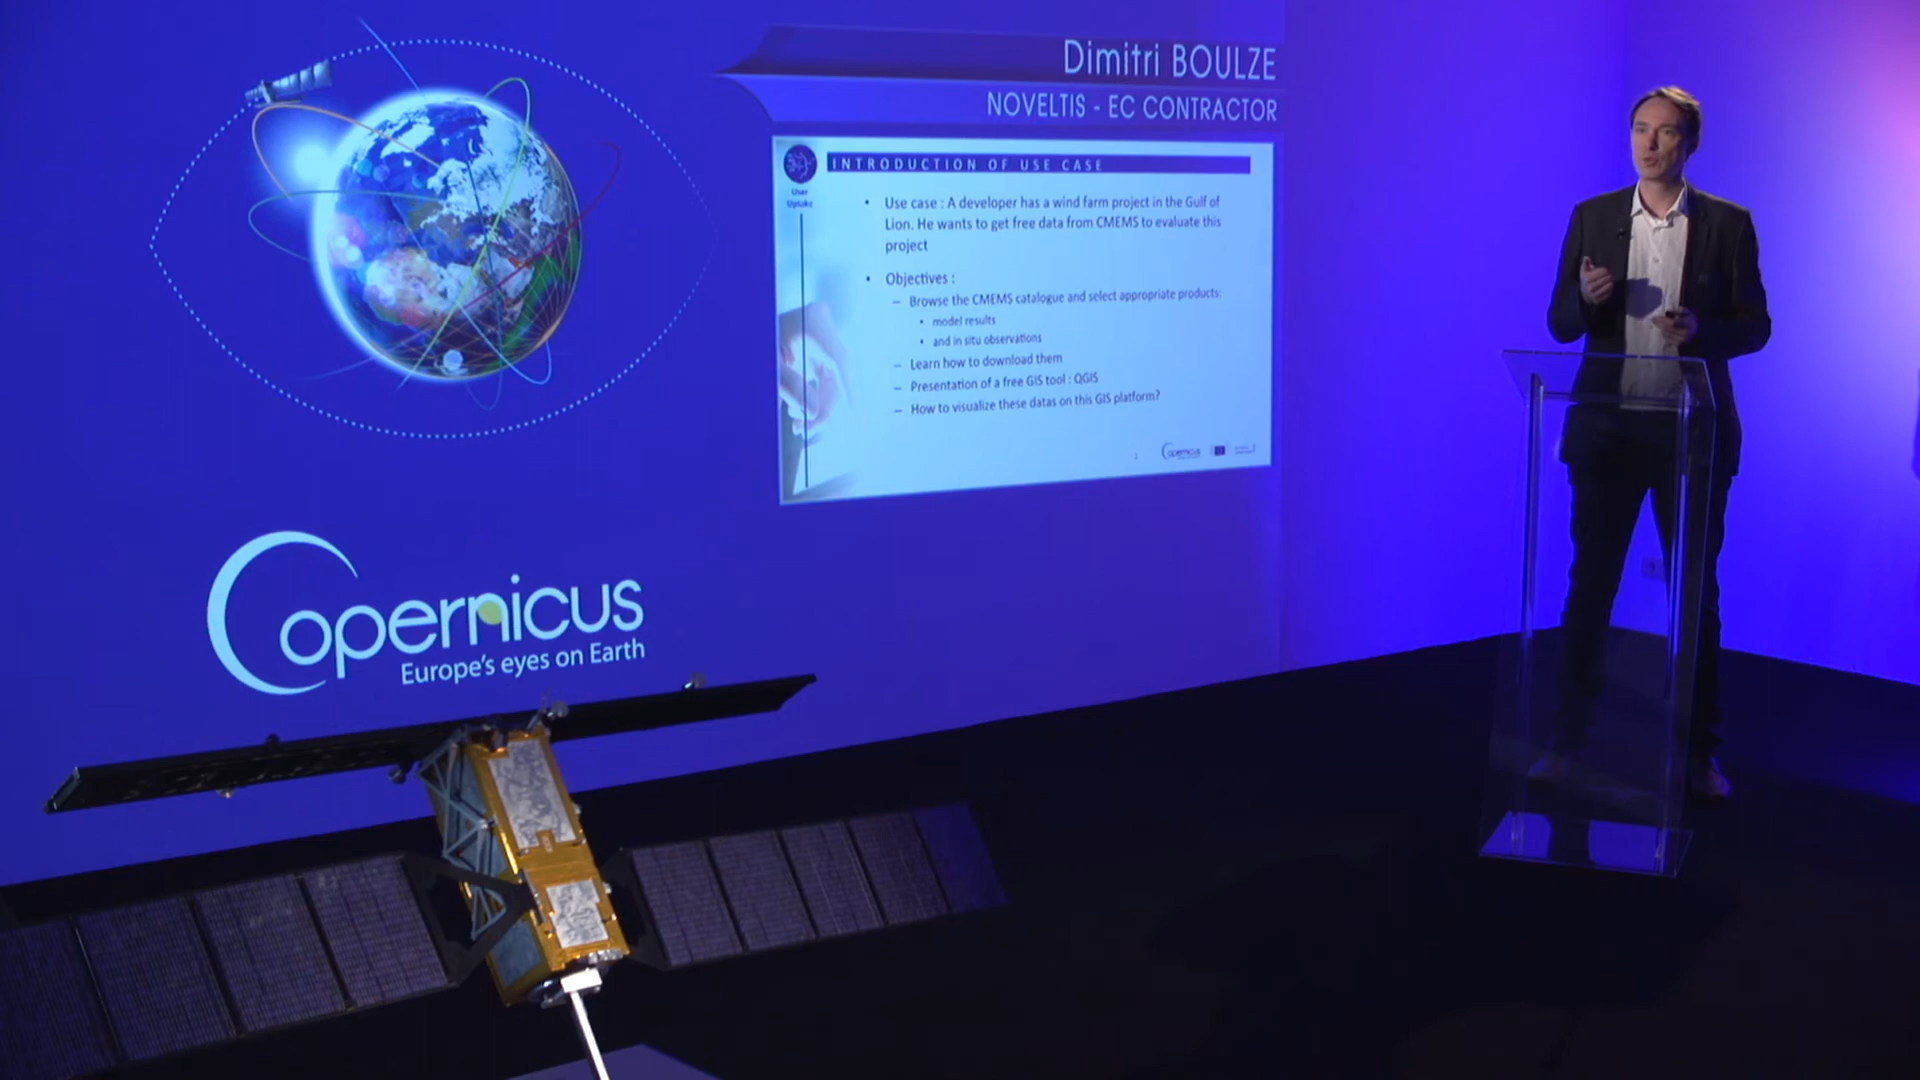 Dimitri BOULZE
NOVELTIS - EC CONTRACTOR
INTRODUCTION OF USE CASE
User
Uptake
• Use case : A developer has a wind farm project in the Gulf of
Lion. He wants to get free data from CMEMS to evaluate this
project
• Objectives :
– Browse the CMEMS catalogue and select appropriate products:
• model results
• and in situ observations
– Learn how to download them
– Presentation of a free GIS tool : QGIS
– How to visualize these datas on this GIS platform?
Copernicus
Copernicus
Europe's eyes on Earth